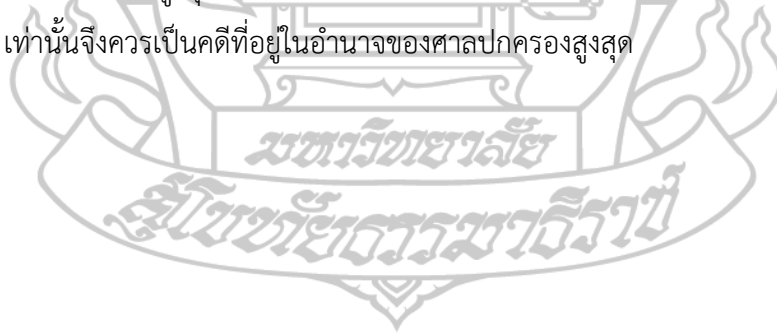 เท่านั้นจึงควรเป็นคดีที่อยู่ในอำนาจของศาลปกครองสูงสุด
มหาวิทยาลัย
สุโขทัยธรรมาธิราช